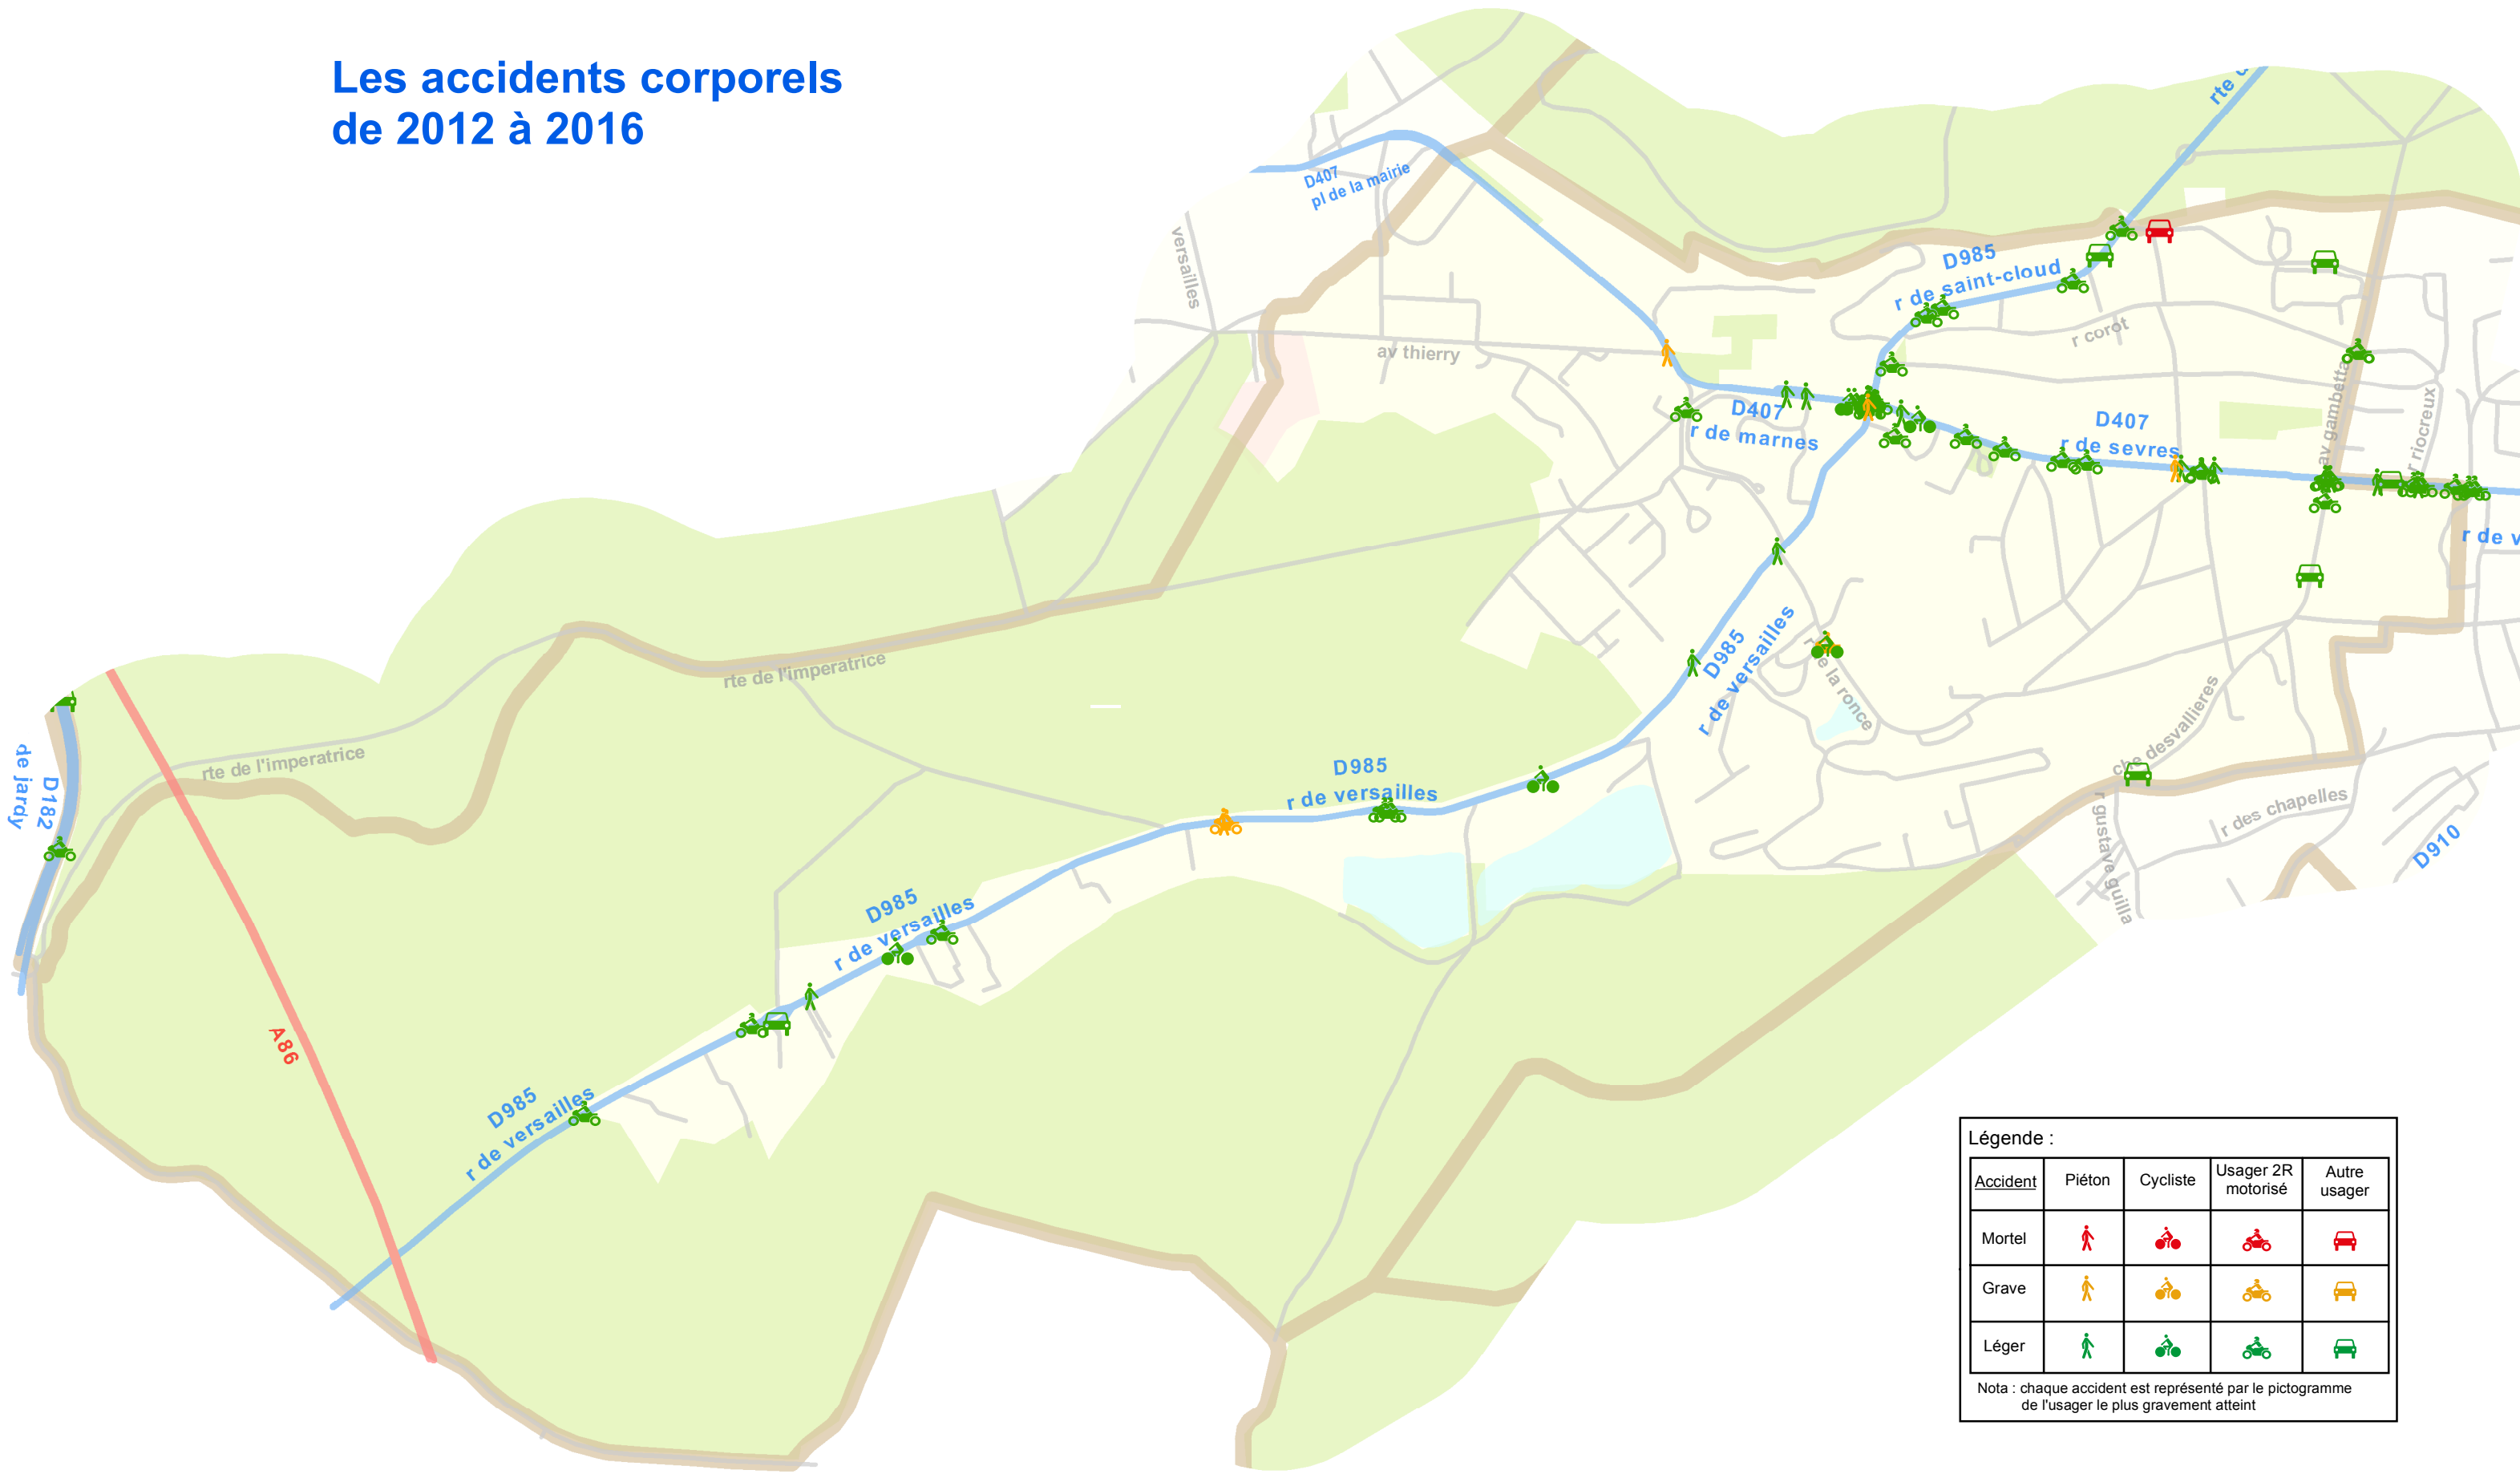 Les accidents corporels
de 2012 à 2016
D407
pl de la mairie
versailles
av thierry
D985
r de saint-cloud
r corot
D407
r de marnes
D407
r de sevres
av gambetta
r riocreux
D985
r de versailles
la ronce
rte de l'imperatrice
rte de l'imperatrice
D182
de jardy
D985
r de versailles
che desvallieres
r des chapelles
r gustave guilla
D910
D985
r de versailles
A86
D985
r de versailles
Légende :
Accident
Piéton
Cycliste
Usager 2R
motorisé
Autre
usager
Mortel
Grave
Léger
Nota : chaque accident est représenté par le pictogramme
de l'usager le plus gravement atteint